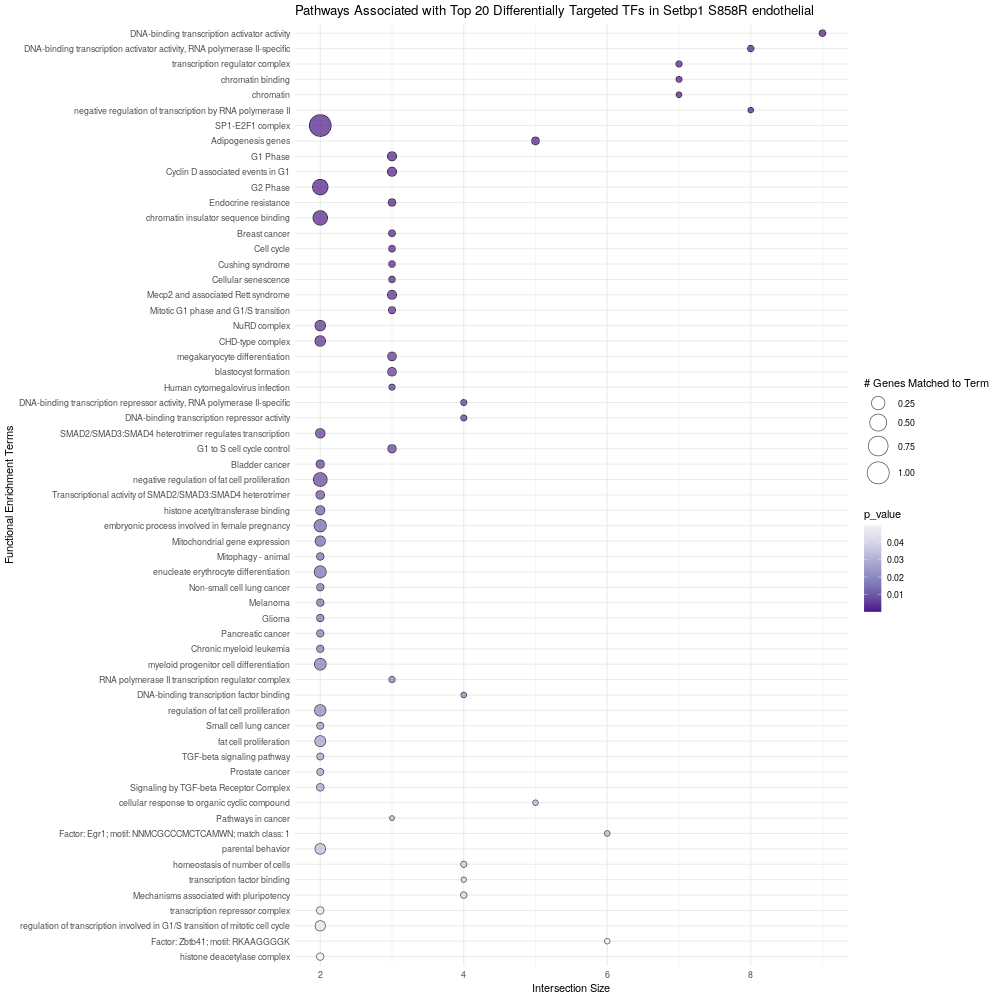 Pathways Associated with Top 20 Differentially Targeted TFs in Setbp1 S858R endothelial
DNA-binding transcription activator activity
DNA-binding transcription activator activity, RNA polymerase II-specific
transcription regulator complex
chromatin binding
chromatin
negative regulation of transcription by RNA polymerase II
SP1-E2F1 complex
Adipogenesis genes
G1 Phase
Cyclin D associated events in G1
G2 Phase
Endocrine resistance
chromatin insulator sequence binding
Breast cancer
Cell cycle
Cushing syndrome
Cellular senescence
Mecp2 and associated Rett syndrome
Mitotic G1 phase and G1/S transition
NuRD complex
CHD-type complex
megakaryocyte differentiation
blastocyst formation
Human cytomegalovirus infection
DNA-binding transcription repressor activity, RNA polymerase II-specific
DNA-binding transcription repressor activity
SMAD2/SMAD3:SMAD4 heterotrimer regulates transcription
G1 to S cell cycle control
Bladder cancer
negative regulation of fat cell proliferation
Transcriptional activity of SMAD2/SMAD3:SMAD4 heterotrimer
histone acetyltransferase binding
embryonic process involved in female pregnancy
Mitochondrial gene expression
Mitophagy - animal
enucleate erythrocyte differentiation
Non-small cell lung cancer
Melanoma
Glioma
Pancreatic cancer
Chronic myeloid leukemia
myeloid progenitor cell differentiation
RNA polymerase II transcription regulator complex
DNA-binding transcription factor binding
regulation of fat cell proliferation
Small cell lung cancer
fat cell proliferation
TGF-beta signaling pathway
Prostate cancer
Signaling by TGF-beta Receptor Complex
cellular response to organic cyclic compound
Pathways in cancer
Factor: Egr1; motif: NNMCGCCCMCTCAMWN; match class: 1
parental behavior
homeostasis of number of cells
transcription factor binding
Mechanisms associated with pluripotency
transcription repressor complex
regulation of transcription involved in G1/S transition of mitotic cell cycle
Factor: Zbtb41; motif: RKAAGGGGK
histone deacetylase complex
Functional Enrichment Terms
2 4 6 8
Intersection Size
# Genes Matched to Term
0.25
0.50
0.75
1.00
p_value
0.04
0.03
0.02
0.01